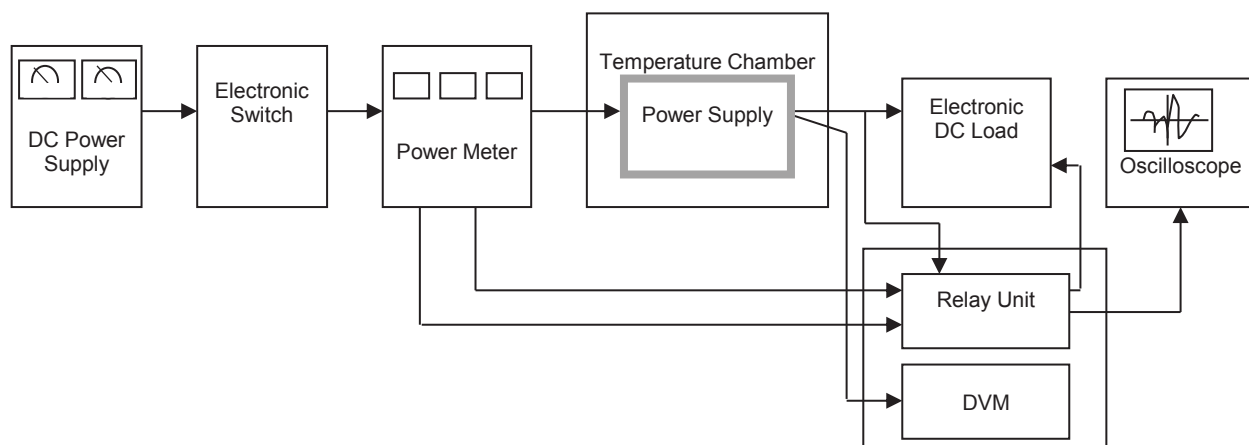 DC Power
Supply
Electronic
Switch
Power Meter
Temperature Chamber
Power Supply
Electronic
DC Load
Oscilloscope
Relay Unit
DVM